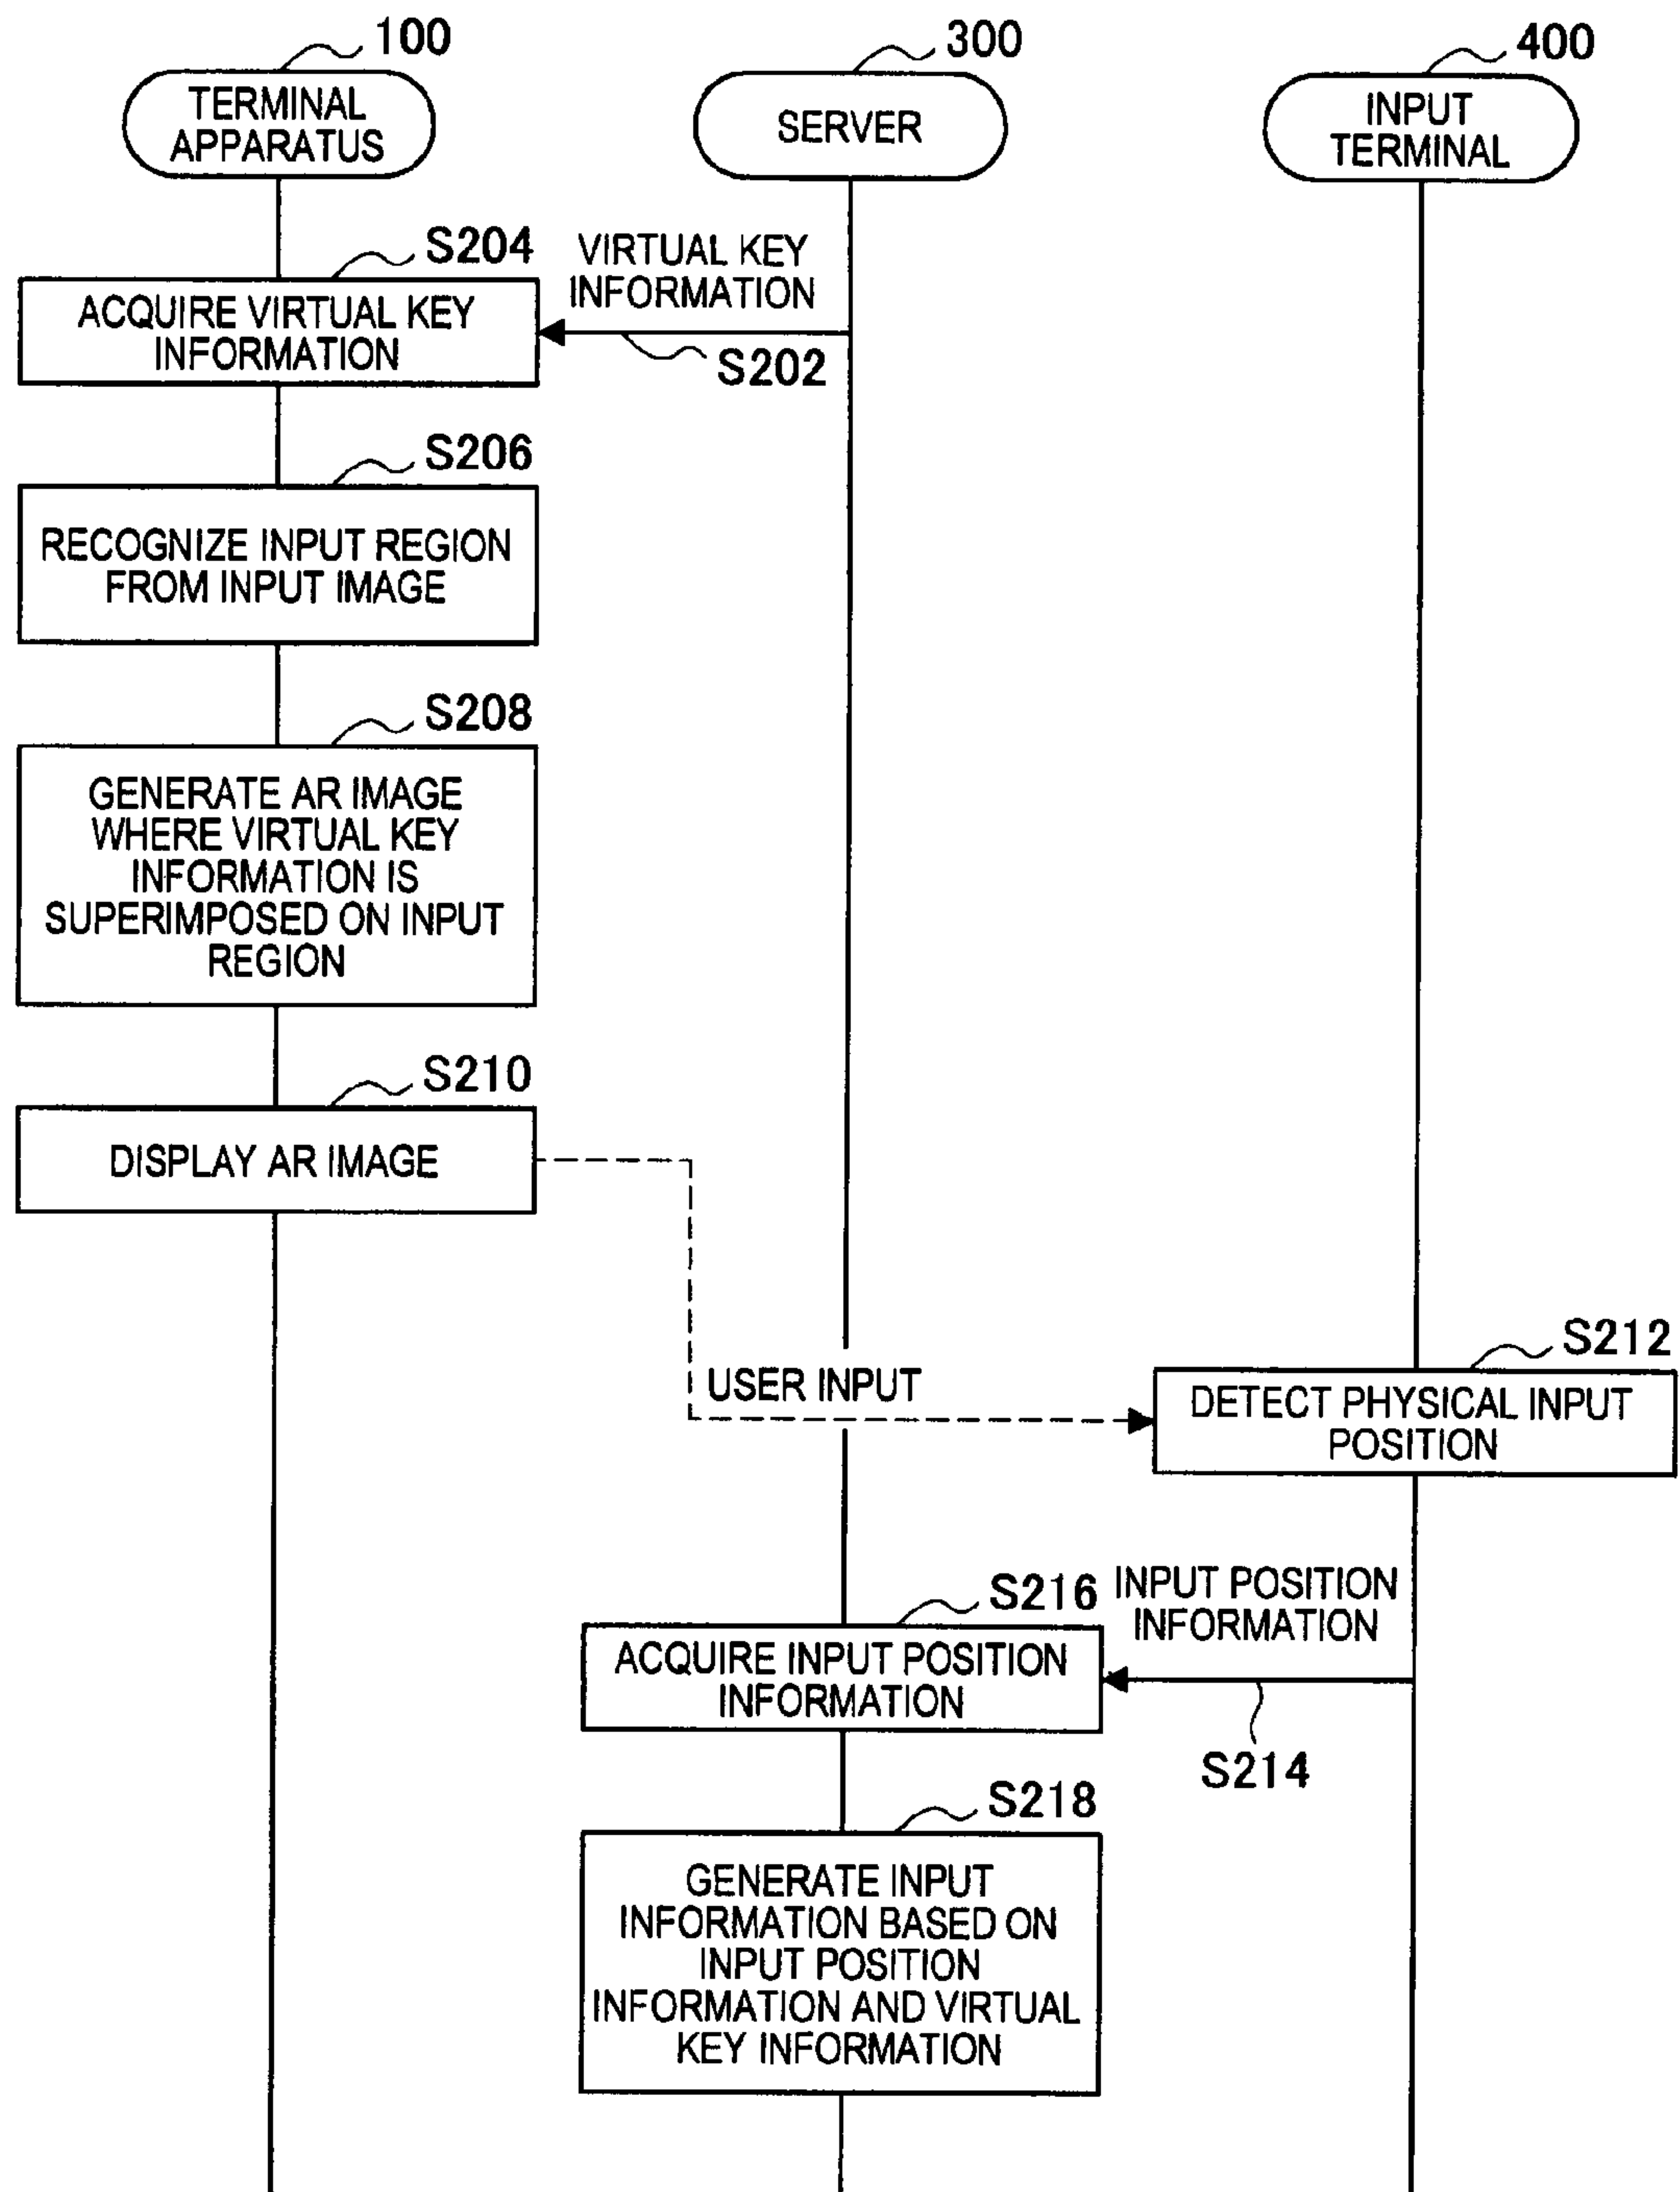 100
300
400
TERMINAL
APPARATUS
SERVER
INPUT
TERMINAL
S204
VIRTUAL KEY
INFORMATION
ACQUIRE VIRTUAL KEY
INFORMATION
S202
S206
RECOGNIZE INPUT REGION
FROM INPUT IMAGE
S208
GENERATE AR IMAGE
WHERE VIRTUAL KEY
INFORMATION IS
SUPERIMPOSED ON INPUT
REGION
S210
DISPLAY AR IMAGE
S212
USER INPUT
DETECT PHYSICAL INPUT
POSITION
S216
INPUT POSITION
INFORMATION
ACQUIRE INPUT POSITION
INFORMATION
S214
S218
GENERATE INPUT
INFORMATION BASED ON
INPUT POSITION
INFORMATION AND VIRTUAL
KEY INFORMATION